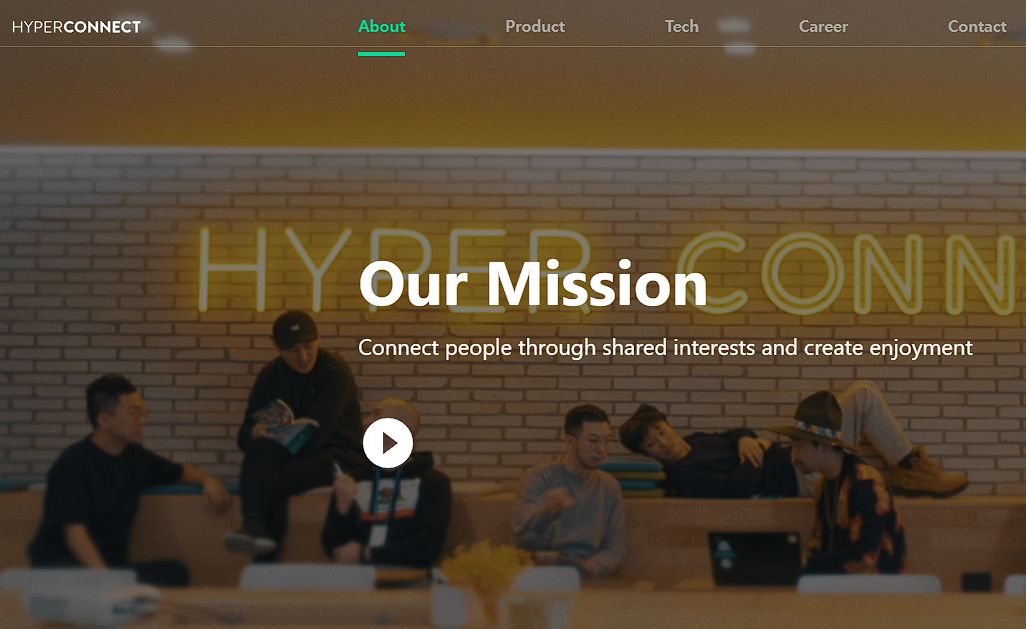 HYPERCONNECT
About
Product
Tech
Career
Contact
HYPER CONN
Our Mission
Connect people through shared interests and create enjoyment